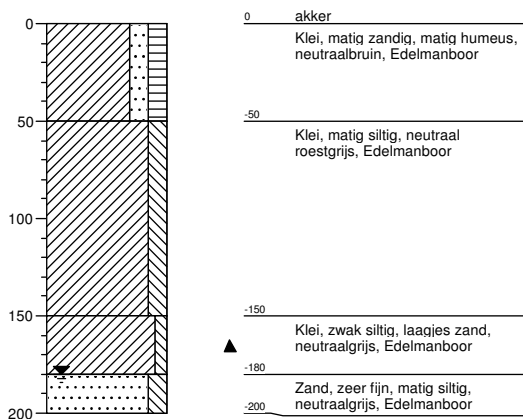 0
50
100
150
200
0
akker
Klei, matig zandig, matig humeus,
neutraalbruin, Edelmanboor
-50
Klei, matig siltig, neutraal
roestgrijs, Edelmanboor
-150
Klei, zwak siltig, laagjes zand,
neutraalgrijs, Edelmanboor
-180
Zand, zeer fijn, matig siltig,
neutraalgrijs, Edelmanboor
-200